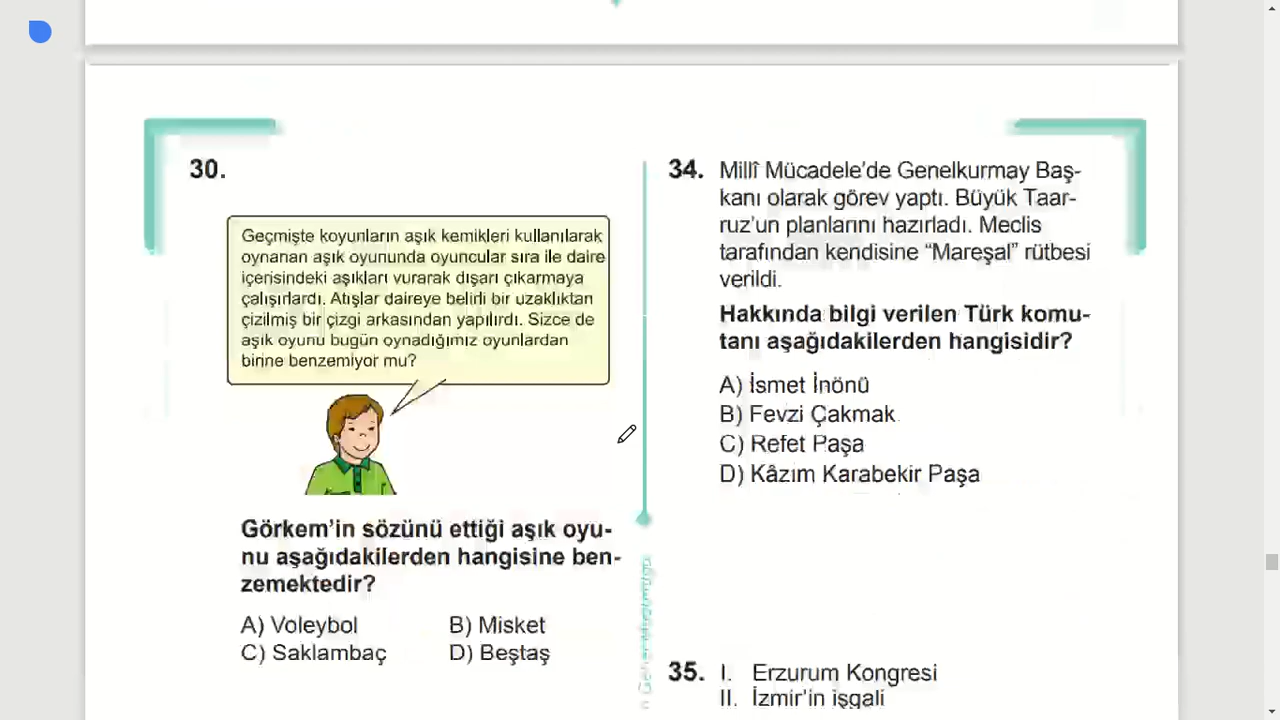 30.
Geçmişte koyunların aşık kemikleri kullanılarak
oynanan aşık oyununda oyuncular sıra ile daire
içerisindeki aşıkları vurarak dışarı çıkarmaya
çalışırlardı. Atışlar daireye belirli bir uzaklıktan
çizilmiş bir çizgi arkasından yapılırdı. Sizce de
aşık oyunu bugün oynadığımız oyunlardan
birine benzemiyor mu?
Görkem'in sözünü ettiği aşık oyu-
nu aşağıdakilerden hangisine ben-
zemektedir?
A) Voleybol B) Misket
C) Saklambaç D) Beştaş
34. Millî Mücadele'de Genelkurmay Baş-
kanı olarak görev yaptı. Büyük Taar-
ruz'un planlarını hazırladı. Meclis
tarafından kendisine "Mareşal" rütbesi
verildi.
Hakkında bilgi verilen Türk komu-
tanı aşağıdakilerden hangisidir?
A) İsmet İnönü
B) Fevzi Çakmak
C) Refet Paşa
D) Kâzım Karabekir Paşa
35. I. Erzurum Kongresi
II. İzmir'in işgali